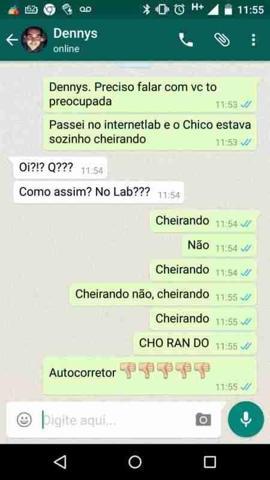 11:55
Dennys
online
Dennys. Preciso falar com vc to
preocupada
11:53
Passei no internetlab e o Chico estava
sozinho cheirando
11:53
Oi?!? Q???
11:54
Como assim? No Lab???
11:54
Cheirando
11:54
Não
11:54
Cheirando
11:54
Cheirando não, cheirando
11:55
Cheirando
11:55
CHO RAN DO
11:55
Autocorretor 👎👎👎👎👎
11:55
Digite aqui...